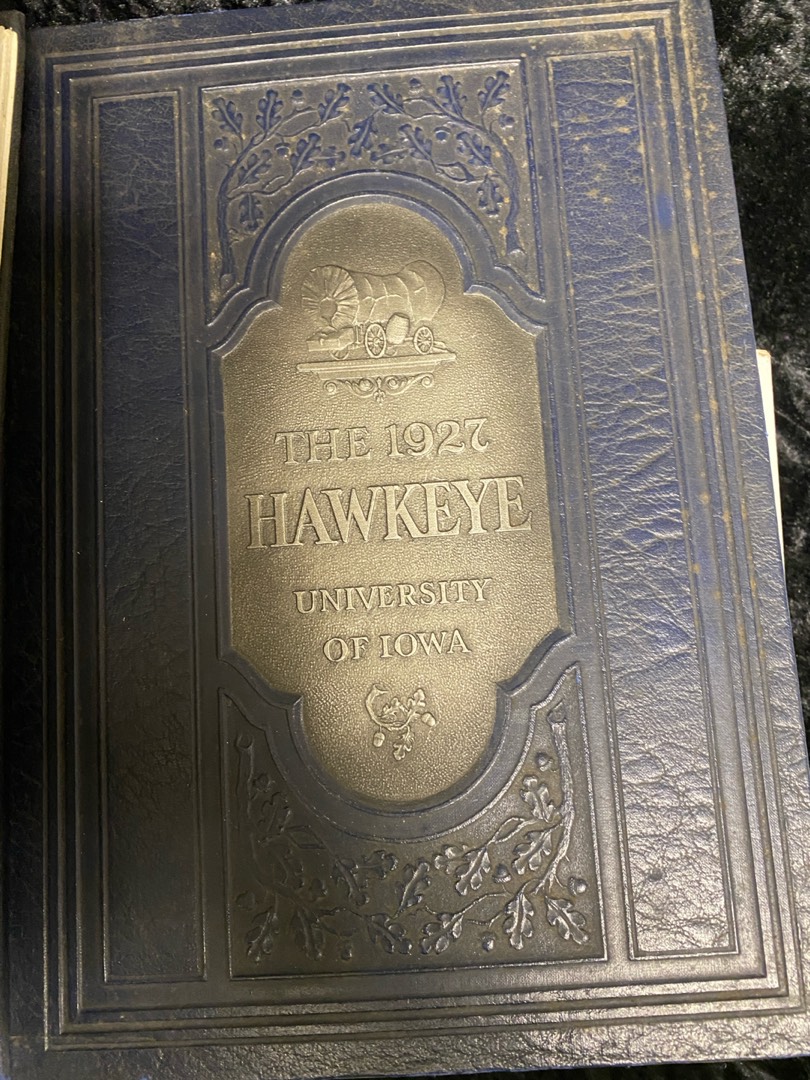 THE 1927
HAWKEYE
UNIVERSITY
OF IOWA